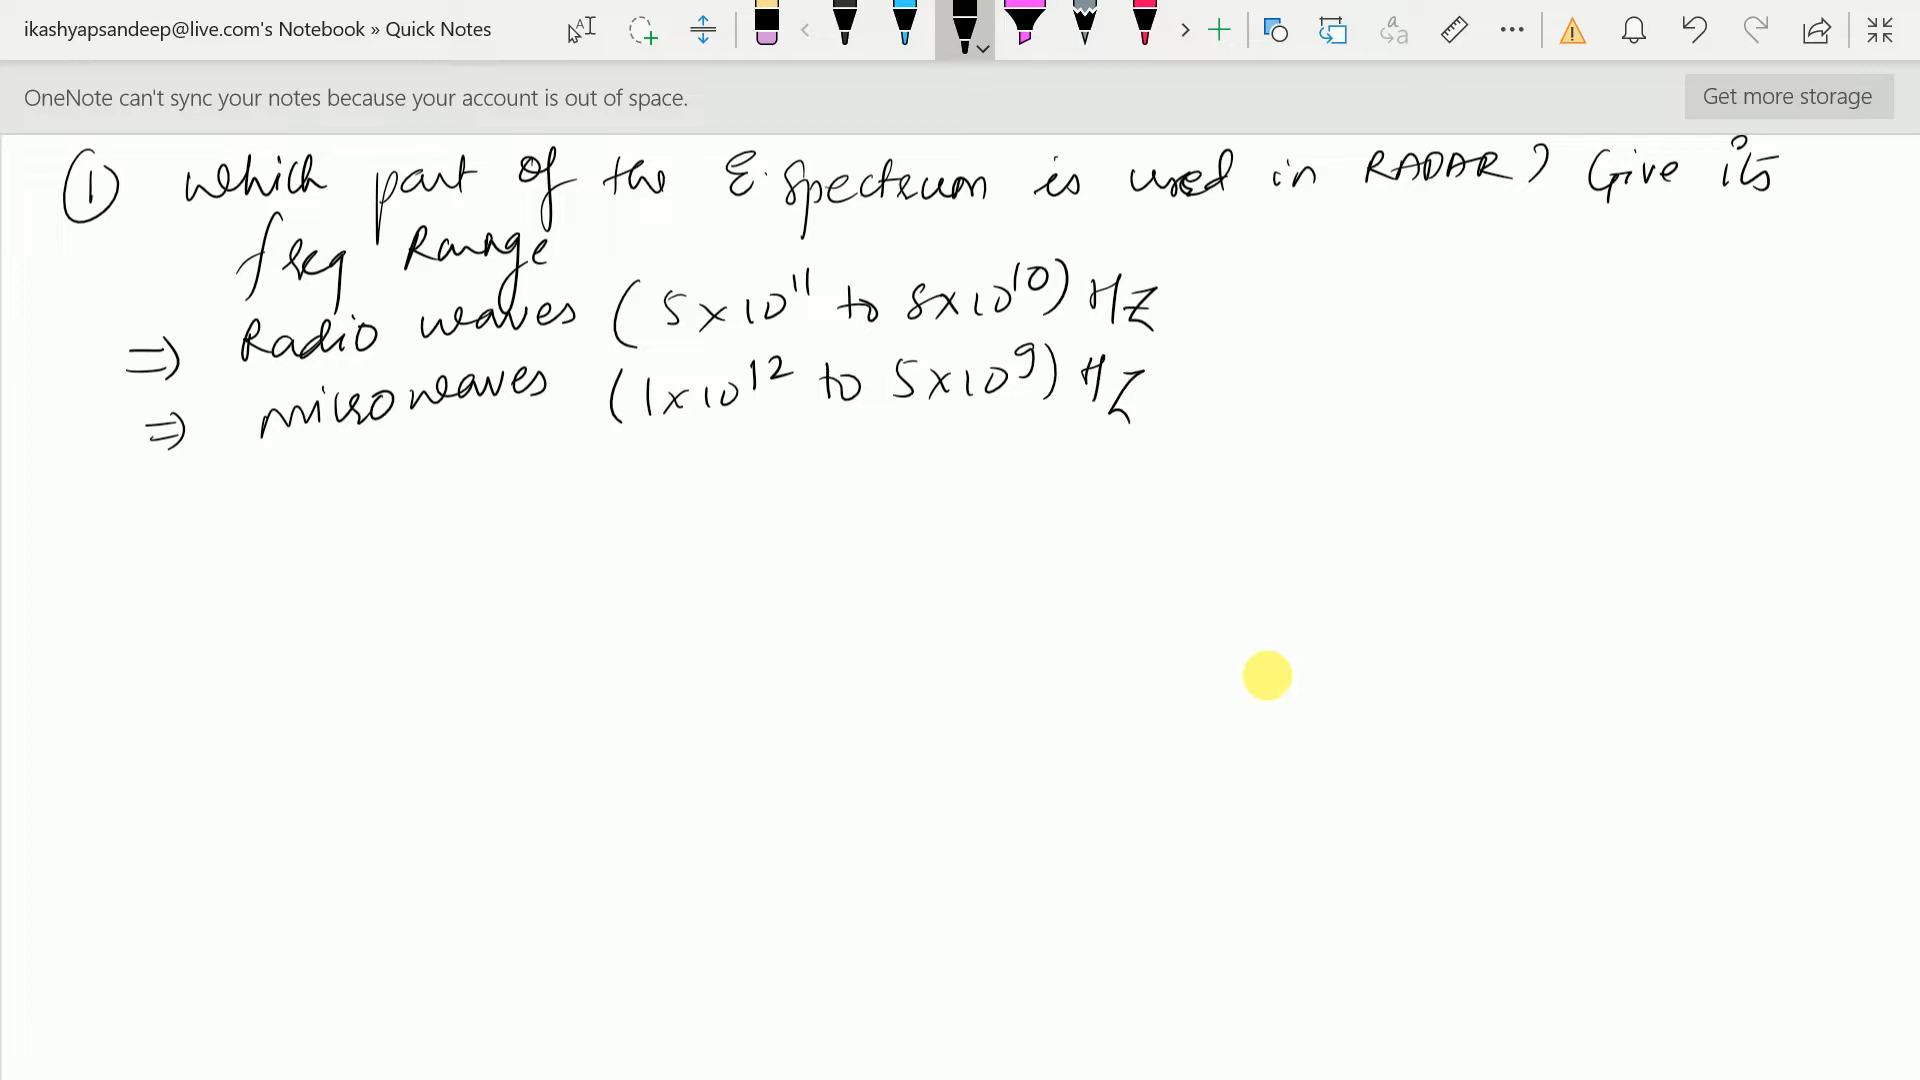 ikashyapsandeep@live.com's Notebook » Quick Notes
OneNote can't sync your notes because your account is out of space.
Get more storage
① which part of the E. Spectrum is used in RADAR? Give its
freq Range
⇒ Radio waves (5×10¹¹ to 8×10¹⁰) HZ
⇒ microwaves (1×10¹² to 5×10⁹) HZ